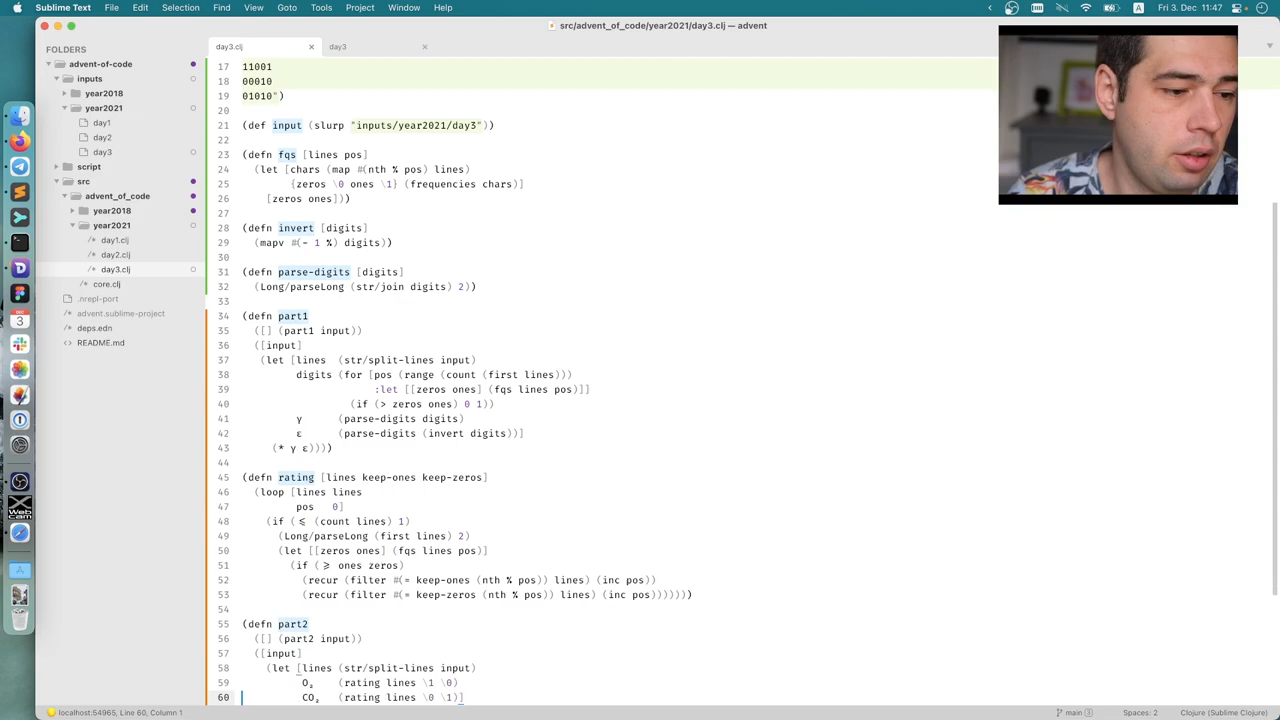 Sublime Text File Edit Selection Find View Goto Tools Project Window Help
Fri 3. Dec 11:47
src/advent_of_code/year2021/day3.clj — advent
FOLDERS
advent-of-code
inputs
year2018
year2021
day1
day2
day3
script
src
advent_of_code
year2018
year2021
/* day1.clj
/* day2.clj
/* day3.clj
/* core.clj
.nrepl-port
/* advent.sublime-project
/* deps.edn
<> README.md
day3.clj
day3
17 11001
18 00010
19 01010")
20
21 (def input (slurp "inputs/year2021/day3"))
22
23 (defn fqs [lines pos]
24 (let [chars (map #(nth % pos) lines)
25 {zeros \0 ones \1} (frequencies chars)]
26 [zeros ones]))
27
28 (defn invert [digits]
29 (mapv #(- 1 %) digits))
30
31 (defn parse-digits [digits]
32 (Long/parseLong (str/join digits) 2))
33
34 (defn part1
35 ([] (part1 input))
36 ([input]
37 (let [lines (str/split-lines input)
38 digits (for [pos (range (count (first lines)))
39 :let [[zeros ones] (fqs lines pos)]]
40 (if (> zeros ones) 0 1))
41 γ (parse-digits digits)
42 ε (parse-digits (invert digits))]
43 (* γ ε))))
44
45 (defn rating [lines keep-ones keep-zeros]
46 (loop [lines lines
47 pos 0]
48 (if (≤ (count lines) 1)
49 (Long/parseLong (first lines) 2)
50 (let [[zeros ones] (fqs lines pos)]
51 (if (≥ ones zeros)
52 (recur (filter #(= keep-ones (nth % pos)) lines) (inc pos))
53 (recur (filter #(= keep-zeros (nth % pos)) lines) (inc pos))))))
54
55 (defn part2
56 ([] (part2 input))
57 ([input]
58 (let [lines (str/split-lines input)
59 O₂ (rating lines \1 \0)
60 CO₂ (rating lines \0 \1)]
DEC
3
Web
cam
localhost:54965, Line 60, Column 1
main 3
Spaces: 2
Clojure (Sublime Clojure)